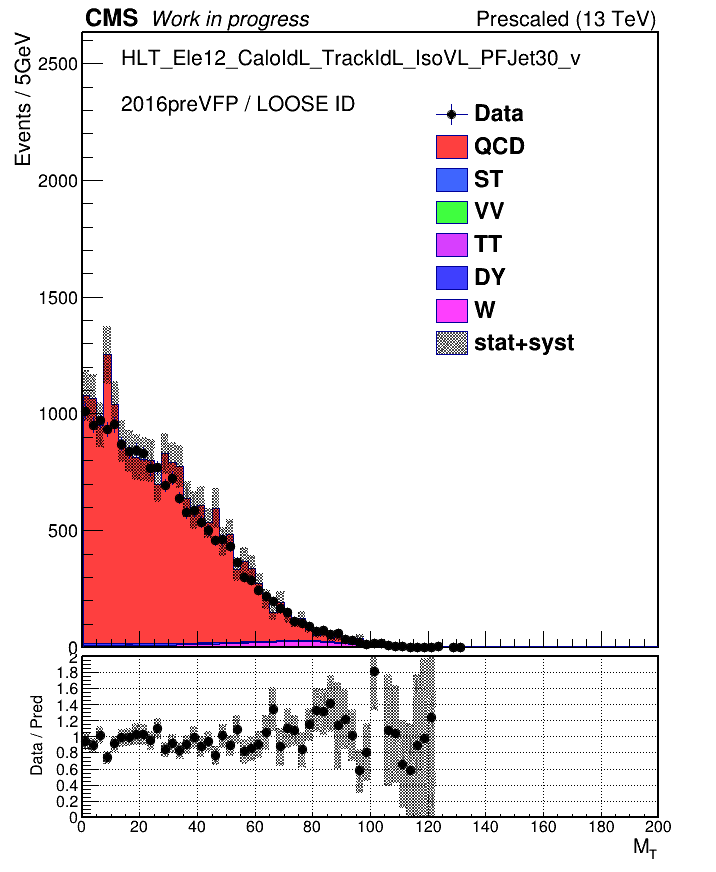 CMS Work in progress Prescaled (13 TeV)
HLT_Ele12_CaloIdL_TrackIdL_IsoVL_PFJet30_v
2016preVFP / LOOSE ID
Events / 5GeV
2500
2000
1500
1000
500
0
Data
QCD
ST
VV
TT
DY
W
stat+syst
Data / Pred
2
1.8
1.6
1.4
1.2
1
0.8
0.6
0.4
0.2
0
0 20 40 60 80 100 120 140 160 180 200
M_T